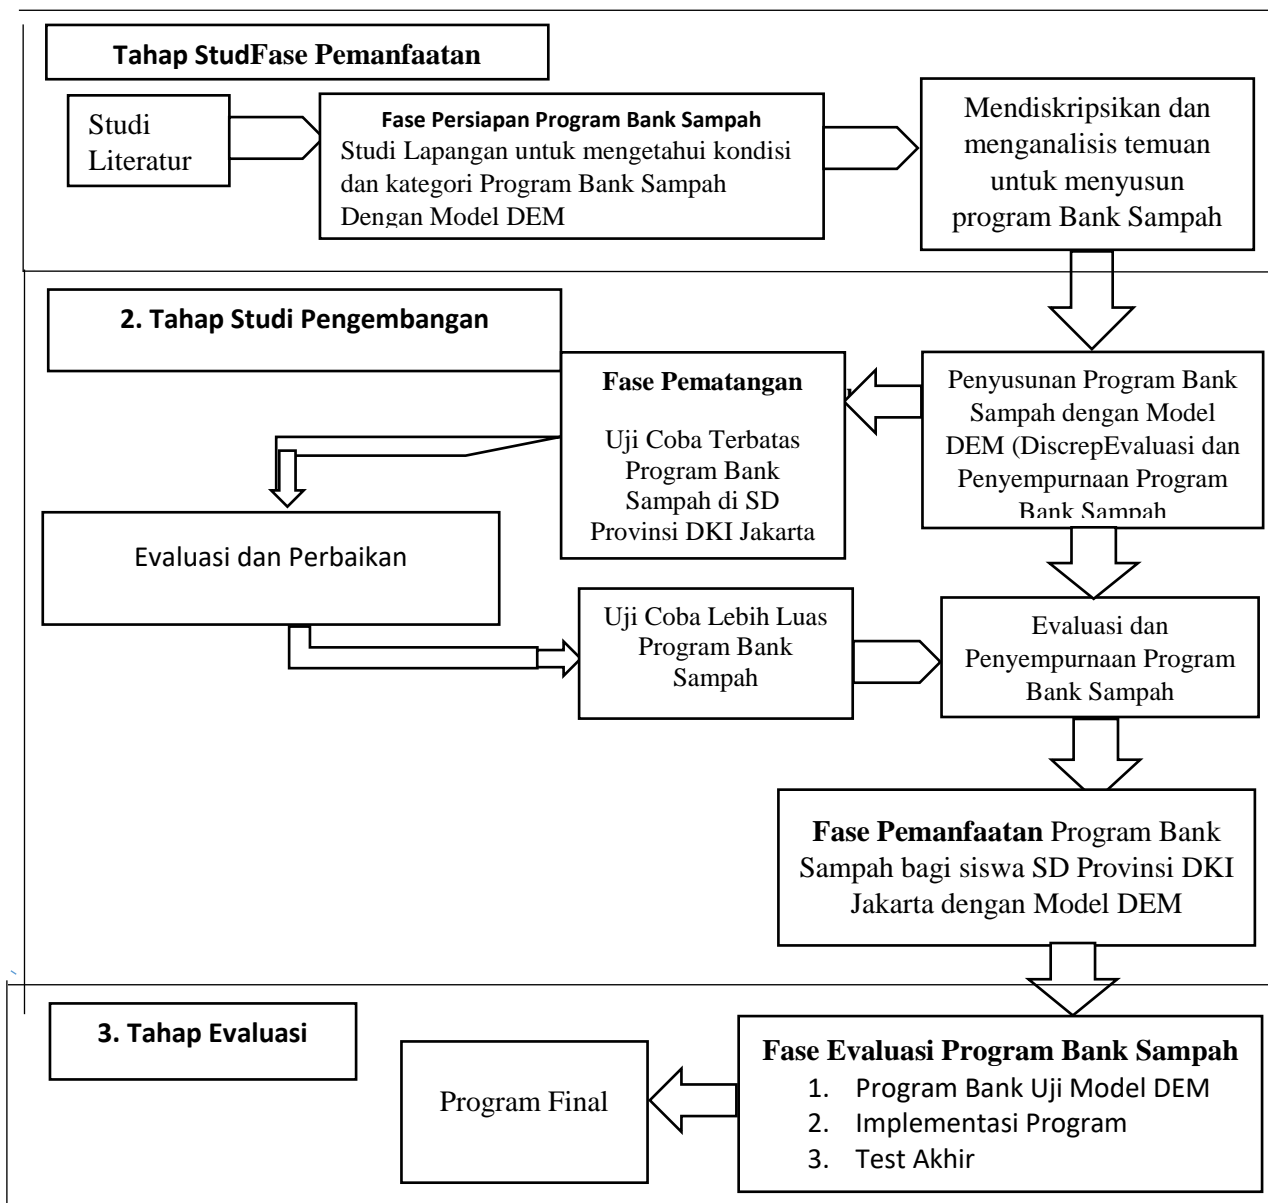 Tahap StudFase Pemanfaatan
Studi
Literatur
Fase Persiapan Program Bank Sampah
Studi Lapangan untuk mengetahui kondisi
dan kategori Program Bank Sampah
Dengan Model DEM
Mendiskripsikan dan
menganalisis temuan
untuk menyusun
program Bank Sampah
2. Tahap Studi Pengembangan
Fase Pematangan
Uji Coba Terbatas
Program Bank
Sampah di SD
Provinsi DKI Jakarta
Penyusunan Program Bank
Sampah dengan Model
DEM (DiscrepEvaluasi dan
Penyempurnaan Program
Bank Sampah
Evaluasi dan Perbaikan
Uji Coba Lebih Luas
Program Bank
Sampah
Evaluasi dan
Penyempurnaan Program
Bank Sampah
Fase Pemanfaatan Program Bank
Sampah bagi siswa SD Provinsi DKI
Jakarta dengan Model DEM
3. Tahap Evaluasi
Program Final
Fase Evaluasi Program Bank Sampah
1. Program Bank Uji Model DEM
2. Implementasi Program
3. Test Akhir